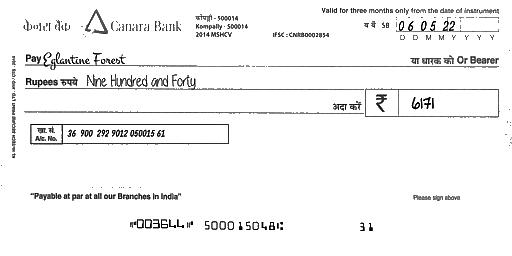 केनरा बैंक Canara Bank
कोंपल्ली - 500014
Kompally - 500014
2014 MSHCV
IFSC : CNRB0002854
Valid for three months only from the date of instrument
SB 06 05 22
D D M M Y Y Y Y
Pay Eglantine Forest या धारक को Or Bearer
Rupees रुपये Nine Hundred and Forty
अदा करें ₹ 6171
खा. सं.
A/c. No. 36 900 292 9012 050015 61
"Payable at par at all our Branches in India"
Please sign above
⑈003644⑈ 500015048⑆ 31